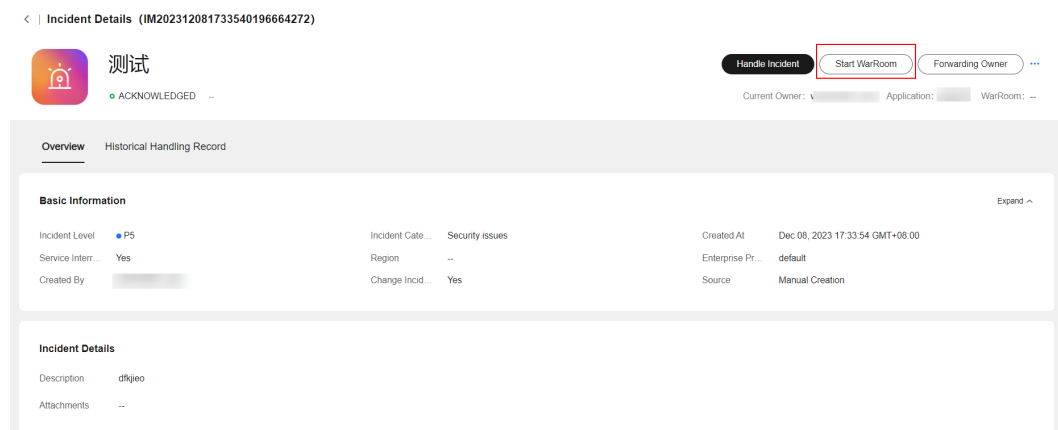 Incident Details（IM202312081733540196664272）
测试
Handle Incident Start WarRoom Forwarding Owner ...
ACKNOWLEDGED --
Current Owner: Application: WarRoom: --
Overview Historical Handling Record
Basic Information Expand
Incident Level P5 Incident Cate... Security issues Created At Dec 08, 2023 17:33:54 GMT+08:00
Service Interr... Yes Region -- Enterprise Pr... default
Created By Change Incid... Yes Source Manual Creation
Incident Details
Description dfkjieo
Attachments --